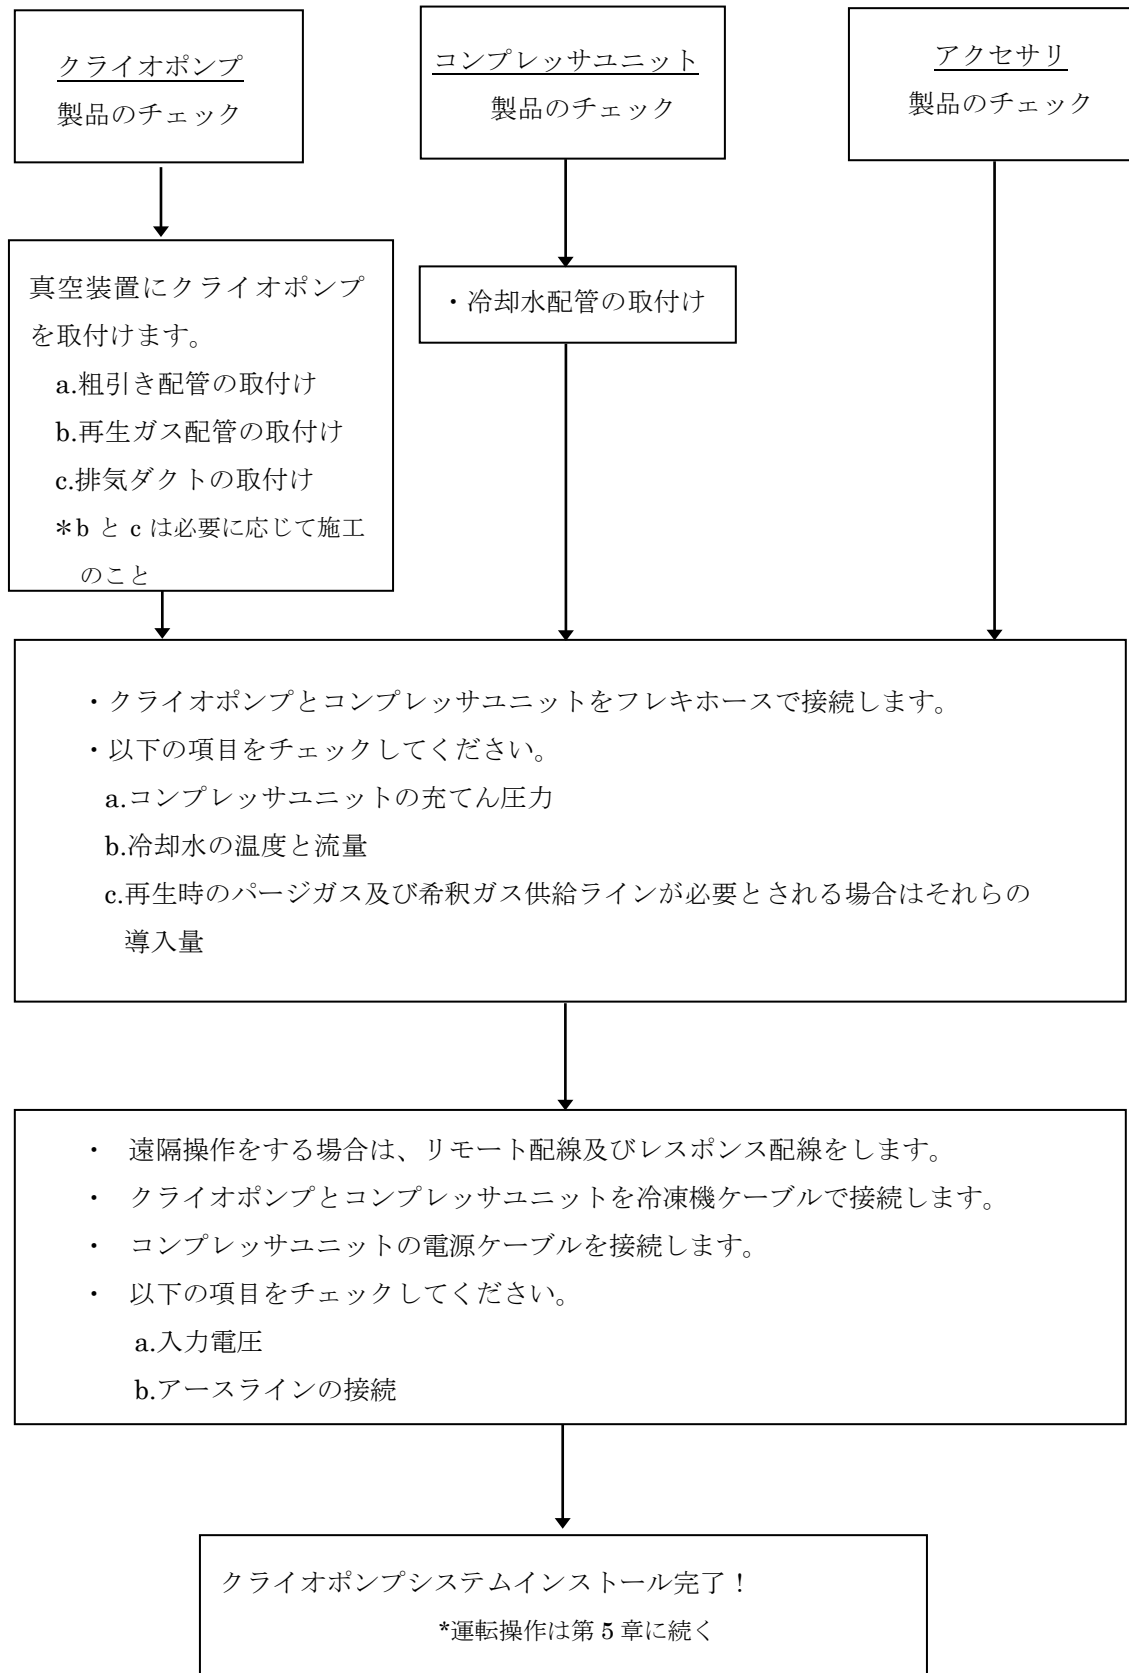 クライオポンプ
製品のチェック
コンプレッサユニット
製品のチェック
アクセサリ
製品のチェック
真空装置にクライオポンプ
を取付けます。
a.粗引き配管の取付け
b.再生ガス配管の取付け
c.排気ダクトの取付け
＊b と c は必要に応じて施工
のこと
・冷却水配管の取付け
・クライオポンプとコンプレッサユニットをフレキホースで接続します。
・以下の項目をチェックしてください。
a.コンプレッサユニットの充てん圧力
b.冷却水の温度と流量
c.再生時のパージガス及び希釈ガス供給ラインが必要とされる場合はそれらの
導入量
・ 遠隔操作をする場合は、リモート配線及びレスポンス配線をします。
・ クライオポンプとコンプレッサユニットを冷凍機ケーブルで接続します。
・ コンプレッサユニットの電源ケーブルを接続します。
・ 以下の項目をチェックしてください。
a.入力電圧
b.アースラインの接続
クライオポンプシステムインストール完了！
*運転操作は第 5 章に続く